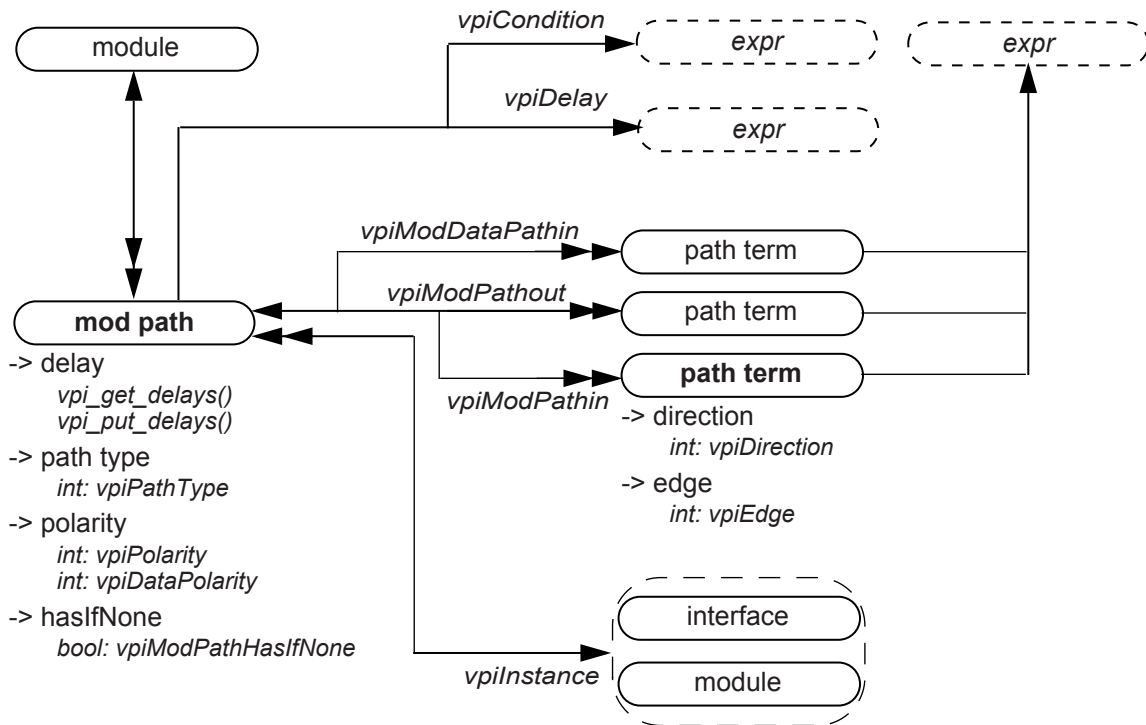 module
vpiCondition
expr
expr
vpiDelay
expr
vpiModDataPathin
path term
mod path
vpiModPathout
path term
-> delay
vpi_get_delays()
vpi_put_delays()
-> path type
int: vpiPathType
-> polarity
int: vpiPolarity
int: vpiDataPolarity
-> hasIfNone
bool: vpiModPathHasIfNone
vpiModPathin
path term
-> direction
int: vpiDirection
-> edge
int: vpiEdge
vpiInstance
interface
module